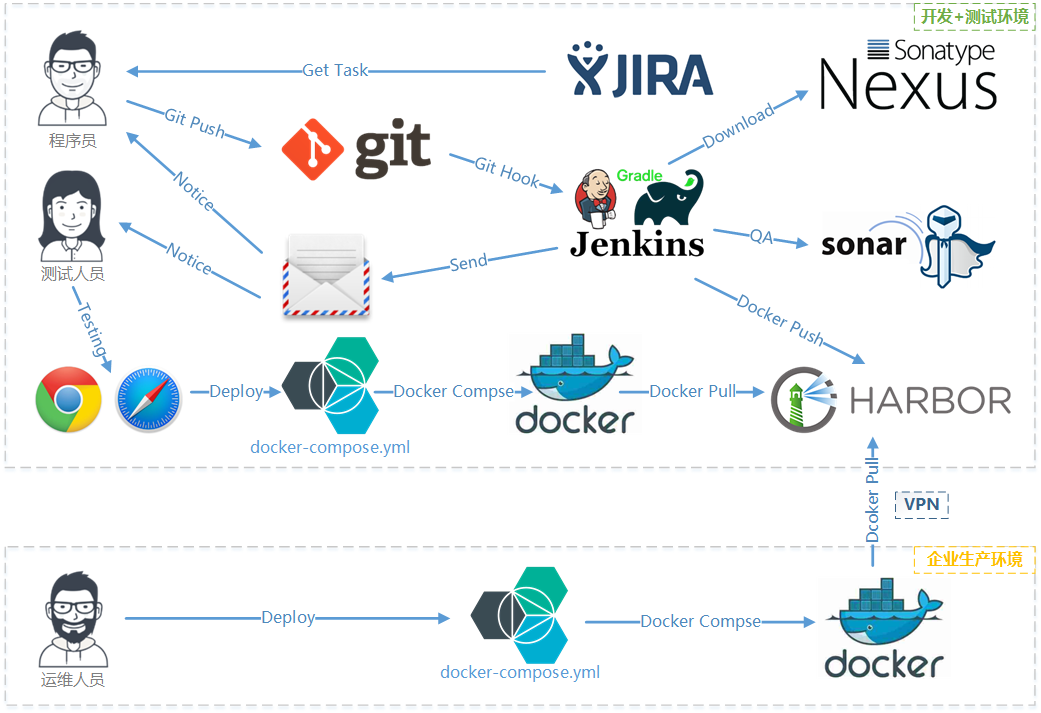 开发+测试环境
Get Task
JIRA
Sonatype
Nexus
程序员
Git Push
git
Git Hook
Download
Gradle
Jenkins
Notice
测试人员
Notice
Send
QA
sonar
Testing
Docker Push
Deploy
docker-compose.yml
Docker Compse
docker
Docker Pull
HARBOR
Dcoker Pull
VPN
企业生产环境
运维人员
Deploy
docker-compose.yml
Docker Compse
docker